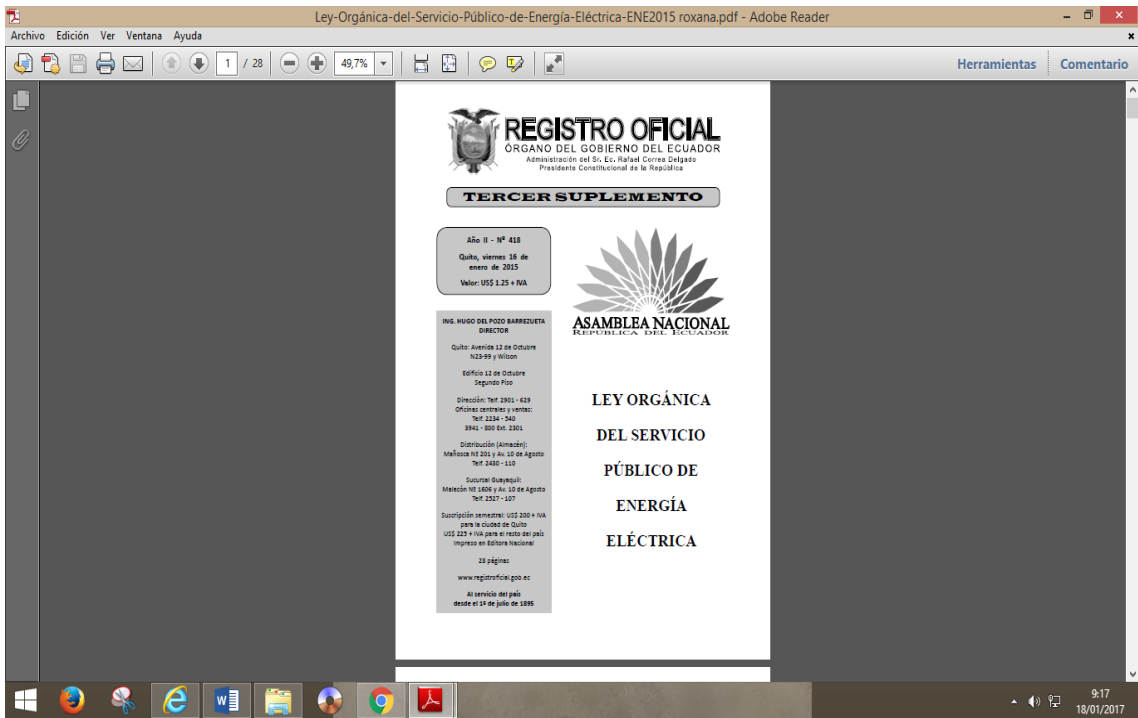 Ley-Orgánica-del-Servicio-Público-de-Energía-Eléctrica-ENE2015 roxana.pdf - Adobe Reader
Archivo Edición Ver Ventana Ayuda
1 / 28 49,7% Herramientas Comentario
REGISTRO OFICIAL
ÓRGANO DEL GOBIERNO DEL ECUADOR
Administración del Sr. Ec. Rafael Correa Delgado
Presidente Constitucional de la República
TERCER SUPLEMENTO
Año II - Nº 418
Quito, viernes 16 de
enero de 2015
Valor: US$ 1.25 + IVA
ING. HUGO DEL POZO BARREZUETA
DIRECTOR
Quito: Avenida 12 de Octubre
N23-99 y Wilson
Edificio 12 de Octubre
Segundo Piso
Dirección: Telf. 2901 - 629
Oficinas centrales y ventas:
Telf. 2234 - 540
3941 - 800 Ext. 2301
Distribución (Almacén):
Mañosca Nº 201 y Av. 10 de Agosto
Telf. 2430 - 110
Sucursal Guayaquil:
Malecón Nº 1606 y Av. 10 de Agosto
Telf. 2527 - 107
Suscripción semestral: US$ 200 + IVA
para la ciudad de Quito
US$ 225 + IVA para el resto del país
Impreso en Editora Nacional
28 páginas
www.registroficial.gob.ec
Al servicio del país
desde el 1º de julio de 1895
ASAMBLEA NACIONAL
REPÚBLICA DEL ECUADOR
LEY ORGÁNICA
DEL SERVICIO
PÚBLICO DE
ENERGÍA
ELÉCTRICA
9:17
18/01/2017